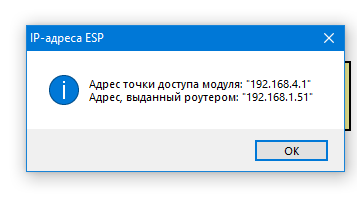 IP-адреса ESP
Адрес точки доступа модуля: "192.168.4.1"
Адрес, выданный роутером: "192.168.1.51"
OK